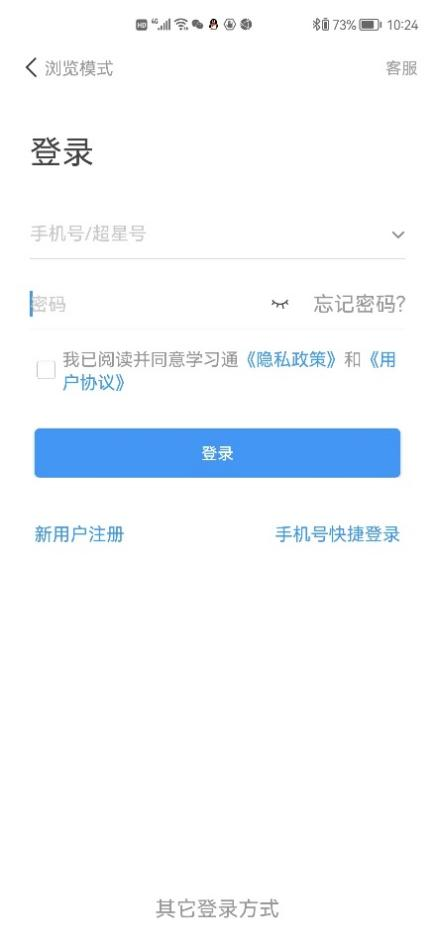 HD 4G 73% 10:24
浏览模式 客服
登录
手机号/超星号
密码 忘记密码?
我已阅读并同意学习通《隐私政策》和《用
户协议》
登录
新用户注册 手机号快捷登录
其它登录方式